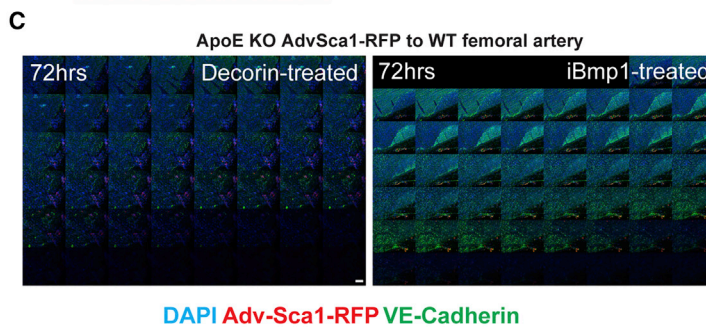 C
ApoE KO AdvSca1-RFP to WT femoral artery
72hrs Decorin-treated 72hrs iBmp1-treated
DAPI Adv-Sca1-RFP VE-Cadherin